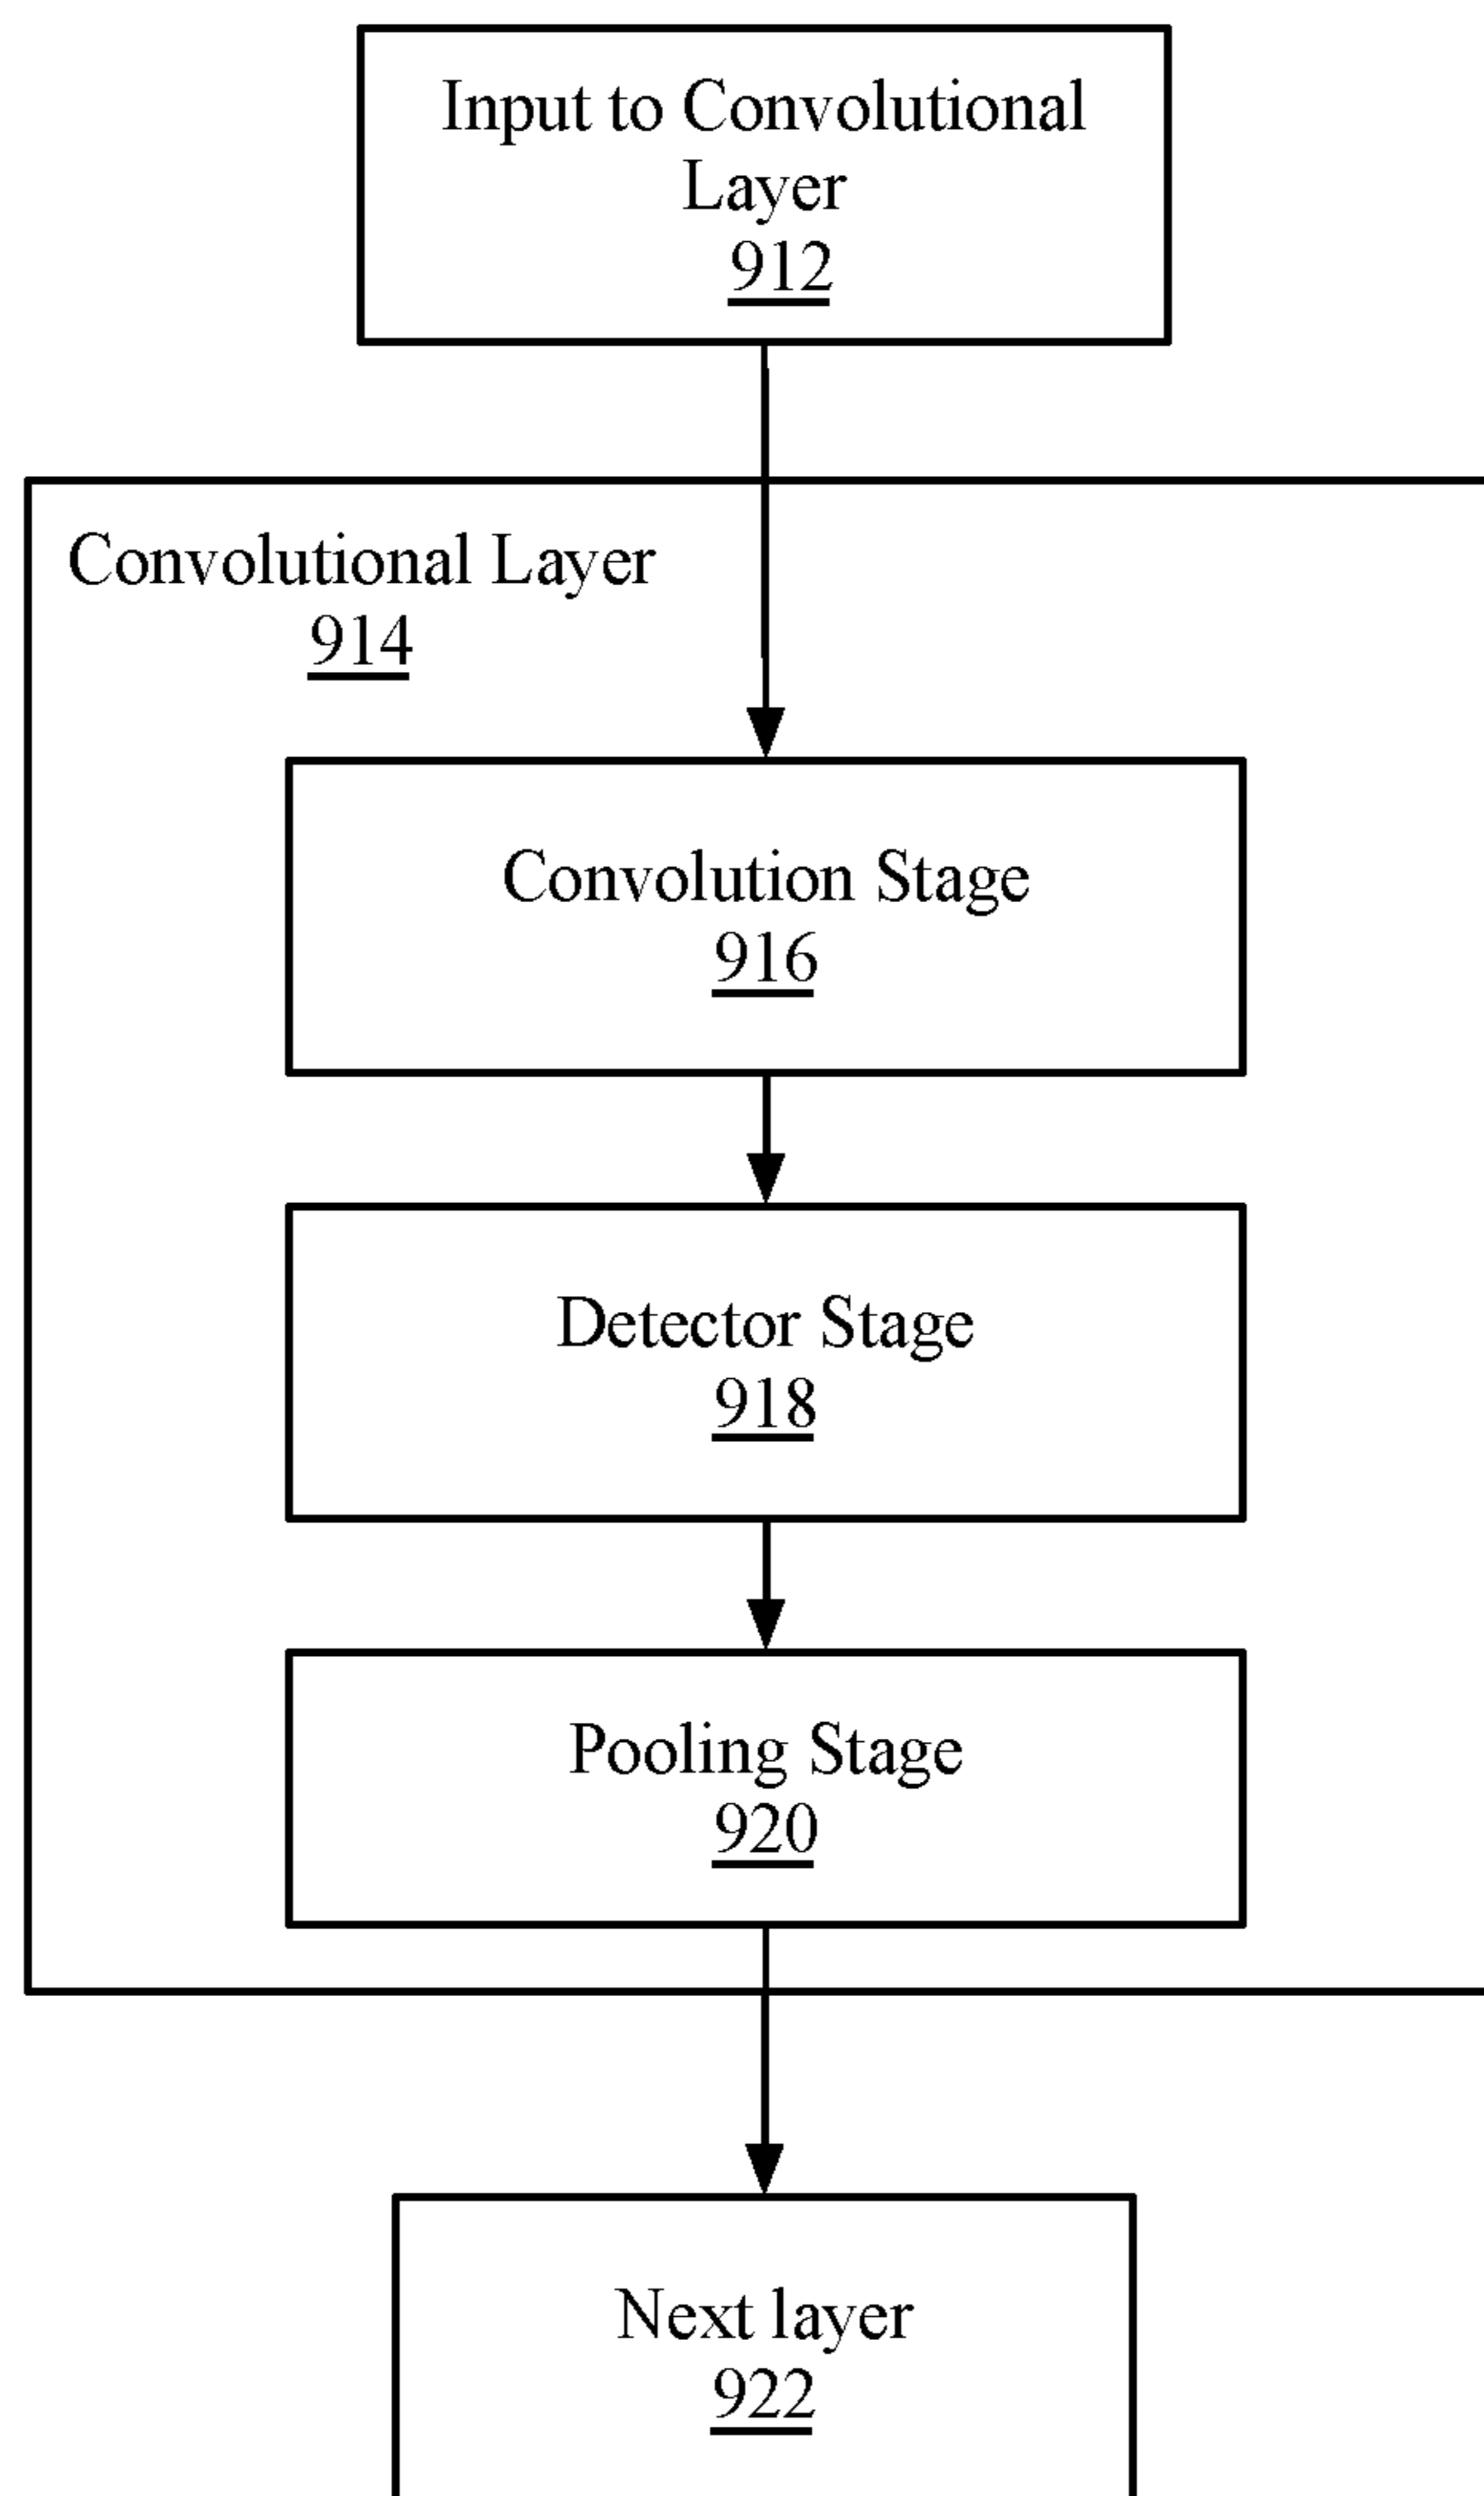 Input to Convolutional
Layer
912
Convolutional Layer
914
Convolution Stage
916
Detector Stage
918
Pooling Stage
920
Next layer
922